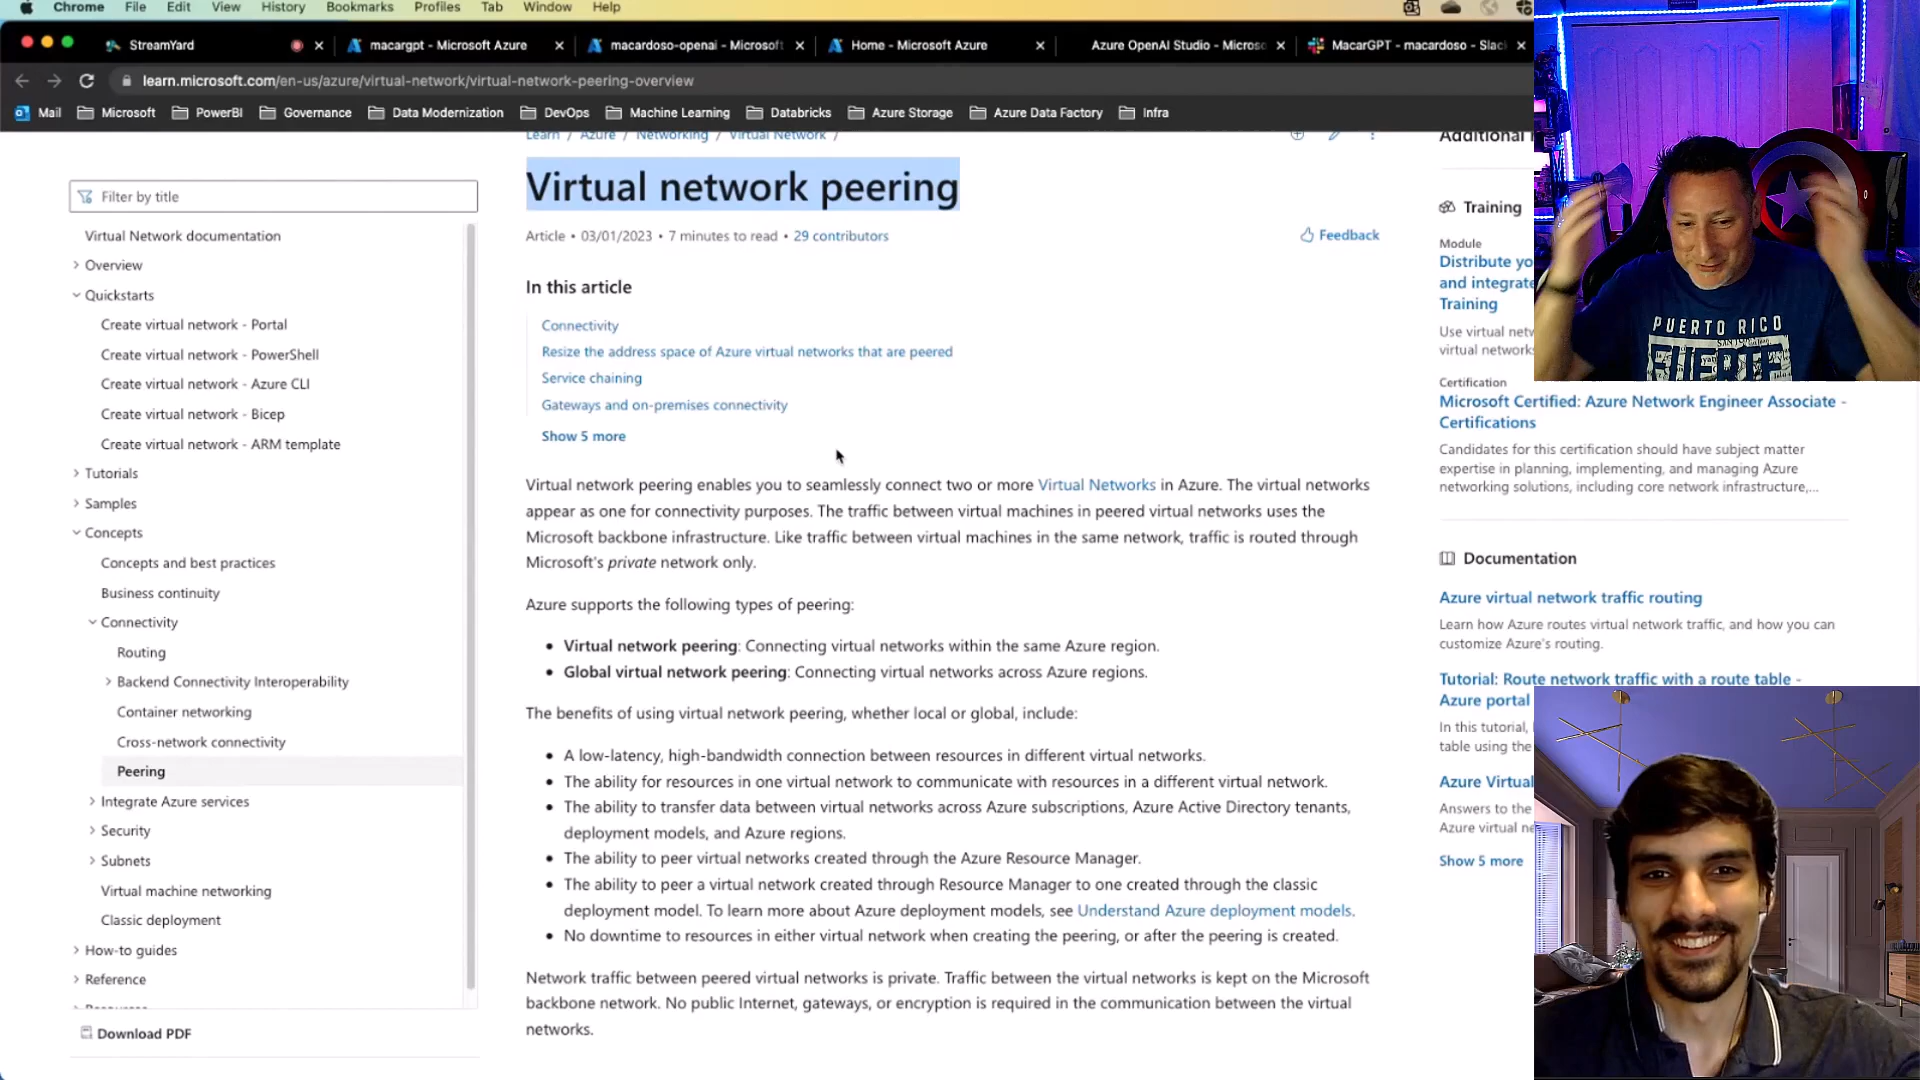 Chrome File Edit View History Bookmarks Profiles Tab Window Help
StreamYard
macargpt - Microsoft Azure
macardoso-openai - Microsoft
Home - Microsoft Azure
Azure OpenAI Studio - Micros
MacarGPT - macardoso - Slac
learn.microsoft.com/en-us/azure/virtual-network/virtual-network-peering-overview
Mail Microsoft PowerBI Governance Data Modernization DevOps Machine Learning Databricks Azure Storage Azure Data Factory Infra
Learn / Azure / Networking / Virtual Network /
Filter by title
Virtual Network documentation
Overview
Quickstarts
Create virtual network - Portal
Create virtual network - PowerShell
Create virtual network - Azure CLI
Create virtual network - Bicep
Create virtual network - ARM template
Tutorials
Samples
Concepts
Concepts and best practices
Business continuity
Connectivity
Routing
Backend Connectivity Interoperability
Container networking
Cross-network connectivity
Peering
Integrate Azure services
Security
Subnets
Virtual machine networking
Classic deployment
How-to guides
Reference
Download PDF
Virtual network peering
Article • 03/01/2023 • 7 minutes to read • 29 contributors
Feedback
In this article
Connectivity
Resize the address space of Azure virtual networks that are peered
Service chaining
Gateways and on-premises connectivity
Show 5 more
Virtual network peering enables you to seamlessly connect two or more Virtual Networks in Azure. The virtual networks
appear as one for connectivity purposes. The traffic between virtual machines in peered virtual networks uses the
Microsoft backbone infrastructure. Like traffic between virtual machines in the same network, traffic is routed through
Microsoft's private network only.
Azure supports the following types of peering:
• Virtual network peering: Connecting virtual networks within the same Azure region.
• Global virtual network peering: Connecting virtual networks across Azure regions.
The benefits of using virtual network peering, whether local or global, include:
• A low-latency, high-bandwidth connection between resources in different virtual networks.
• The ability for resources in one virtual network to communicate with resources in a different virtual network.
• The ability to transfer data between virtual networks across Azure subscriptions, Azure Active Directory tenants,
deployment models, and Azure regions.
• The ability to peer virtual networks created through the Azure Resource Manager.
• The ability to peer a virtual network created through Resource Manager to one created through the classic
deployment model. To learn more about Azure deployment models, see Understand Azure deployment models.
• No downtime to resources in either virtual network when creating the peering, or after the peering is created.
Network traffic between peered virtual networks is private. Traffic between the virtual networks is kept on the Microsoft
backbone network. No public Internet, gateways, or encryption is required in the communication between the virtual
networks.
Additional
Training
Module
Distribute yo
and integrate
Training
Use virtual netw
virtual networks
Certification
Microsoft Certified: Azure Network Engineer Associate -
Certifications
Candidates for this certification should have subject matter
expertise in planning, implementing, and managing Azure
networking solutions, including core network infrastructure,...
Documentation
Azure virtual network traffic routing
Learn how Azure routes virtual network traffic, and how you can
customize Azure's routing.
Tutorial: Route network traffic with a route table -
Azure portal
In this tutorial,
table using the
Azure Virtual
Answers to the
Azure virtual ne
Show 5 more
PUERTO RICO
FUERTE